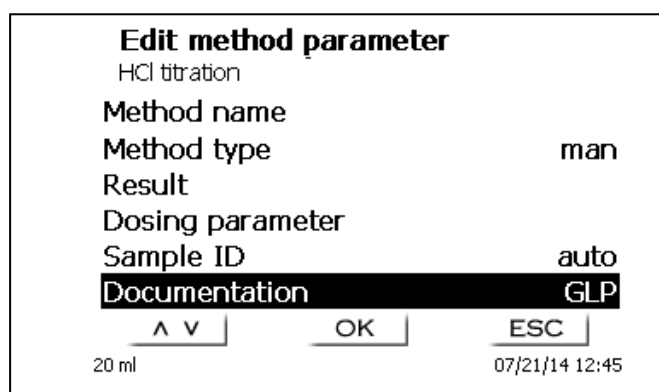 Edit method parameter
HCl titration
Method name
Method type man
Result
Dosing parameter
Sample ID auto
Documentation GLP
∧ ∨ OK ESC
20 ml 07/21/14 12:45